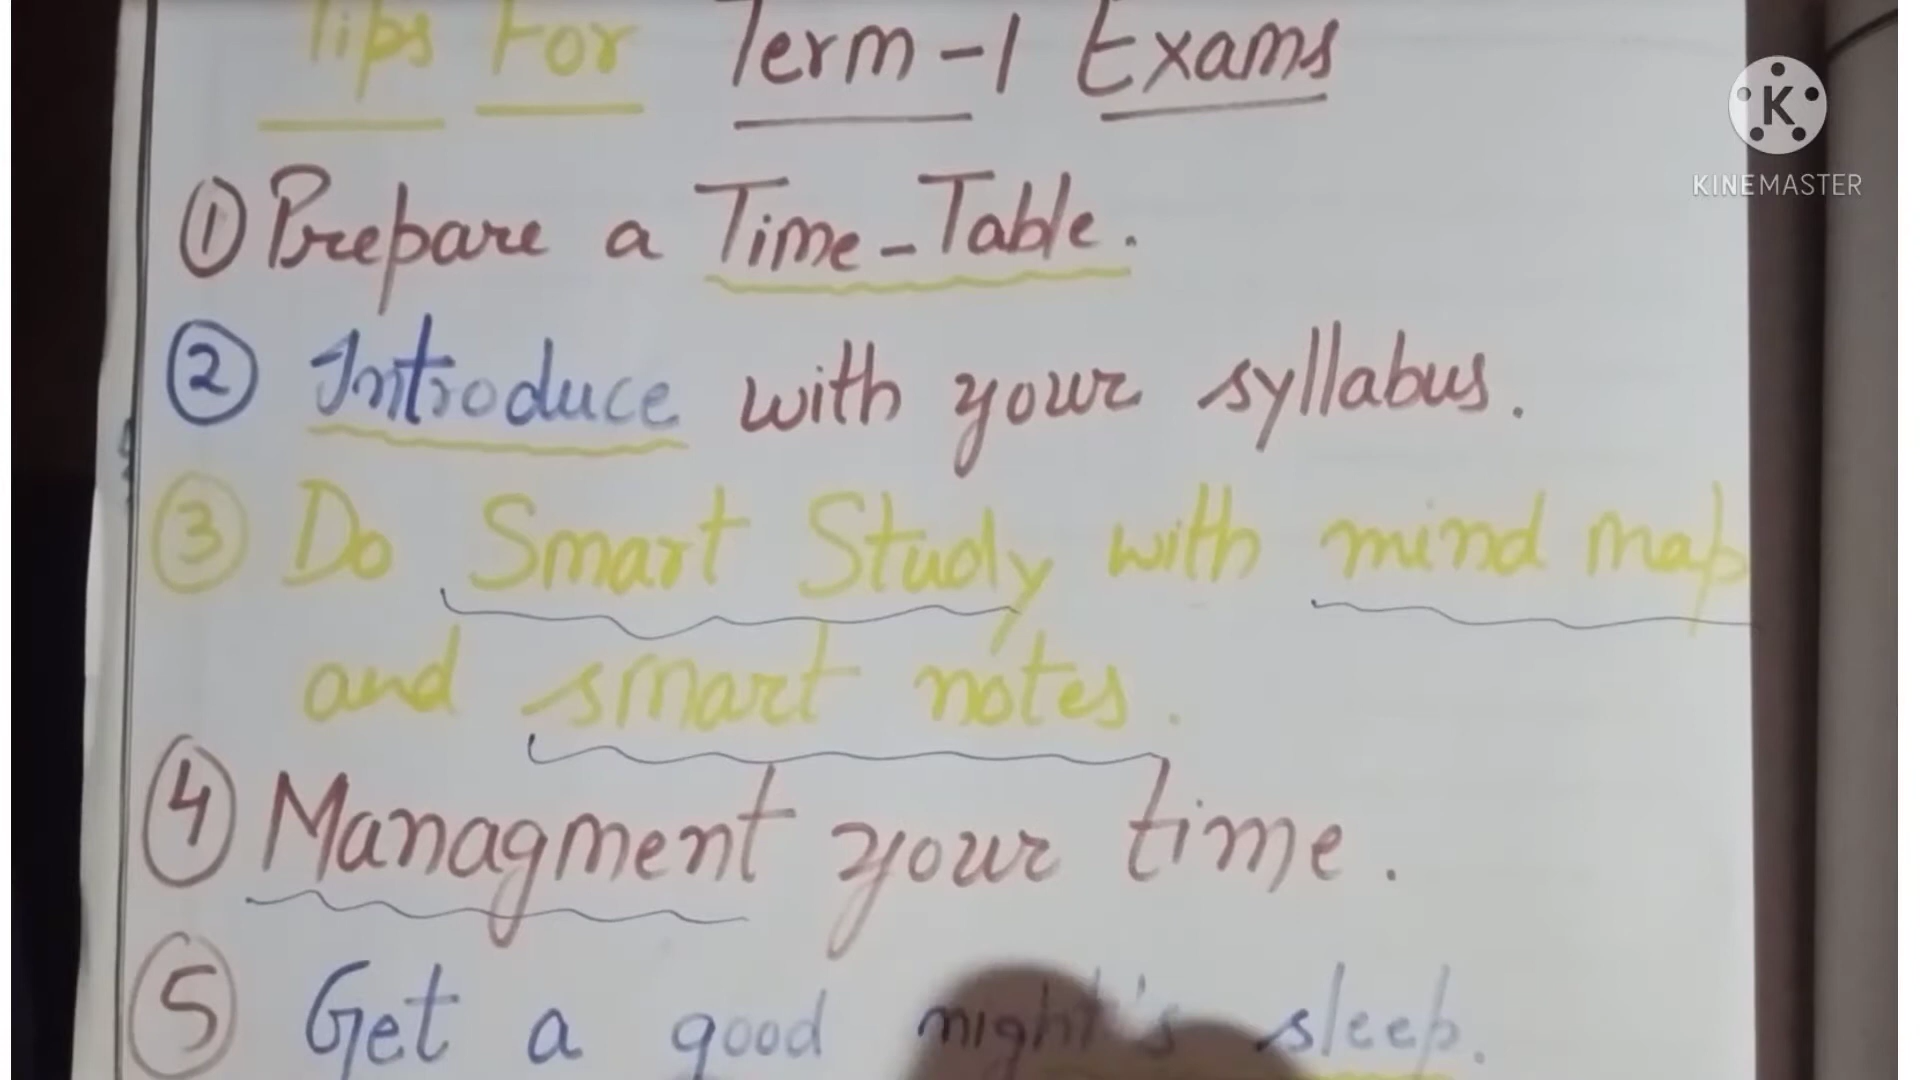 Tips For Term-1 Exams
① Prepare a Time-Table.
② Introduce with your syllabus.
③ Do Smart Study with mind map
and smart notes.
④ Managment your time.
⑤ Get a good night's sleep.
K
KINEMASTER